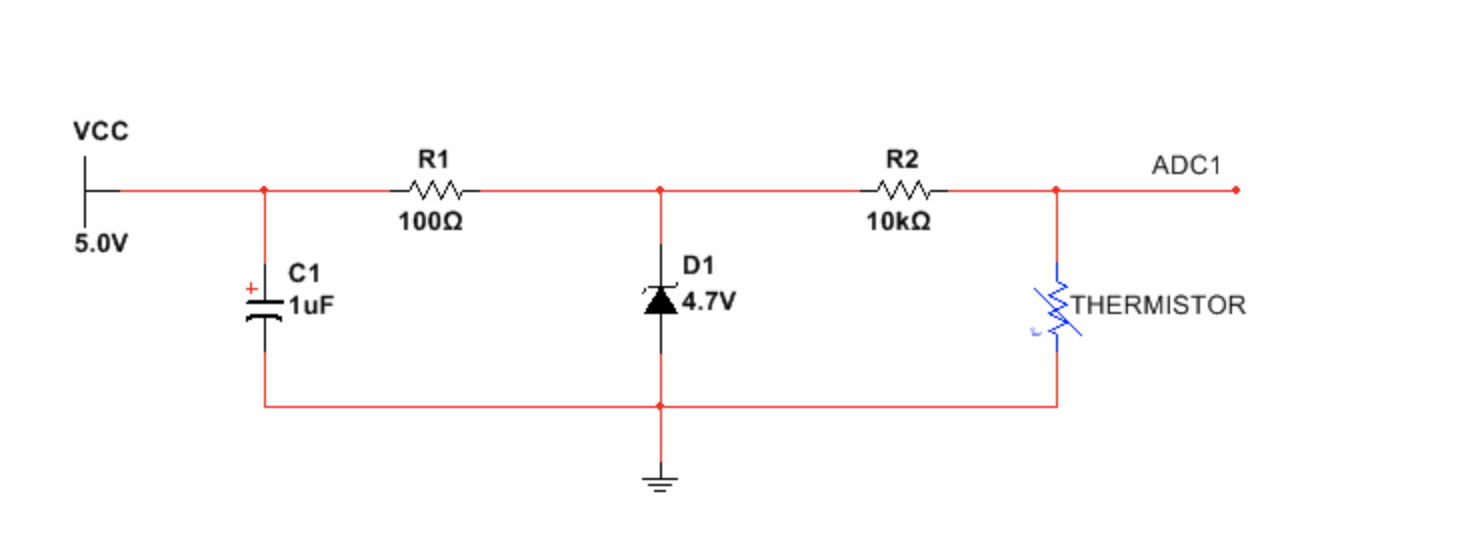 VCC
5.0V
C1
1uF
+
R1
100Ω
D1
4.7V
R2
10kΩ
ADC1
THERMISTOR